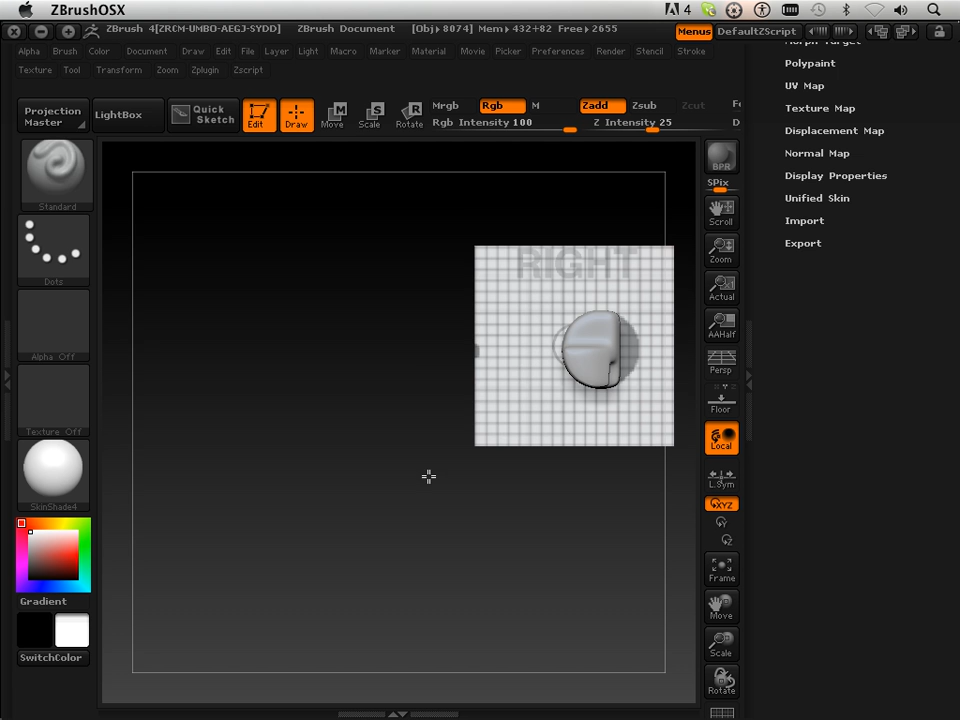 ZBrushOSX
4
ZBrush 4[ZRCM-UMBO-AEGJ-SYDD] ZBrush Document [Obj▸8074] Mem▸432+82 Free▸2655 Menus DefaultZScript
Alpha Brush Color Document Draw Edit File Layer Light Macro Marker Material Movie Picker Preferences Render Stencil Stroke
Texture Tool Transform Zoom Zplugin Zscript
Morph Target
Polypaint
UV Map
Texture Map
Displacement Map
Normal Map
Display Properties
Unified Skin
Import
Export
Projection Master
LightBox
Quick Sketch
Edit
Draw
Move
Scale
Rotate
Mrgb Rgb M Zadd Zsub Zcut
Rgb Intensity 100 Z Intensity 25
Standard
Dots
Alpha Off
Texture Off
SkinShade4
Gradient
SwitchColor
RIGHT
BPR
SPix
Scroll
Zoom
Actual
AAHalf
Persp
Floor
Local
L.Sym
XYZ
Y
Z
Frame
Move
Scale
Rotate